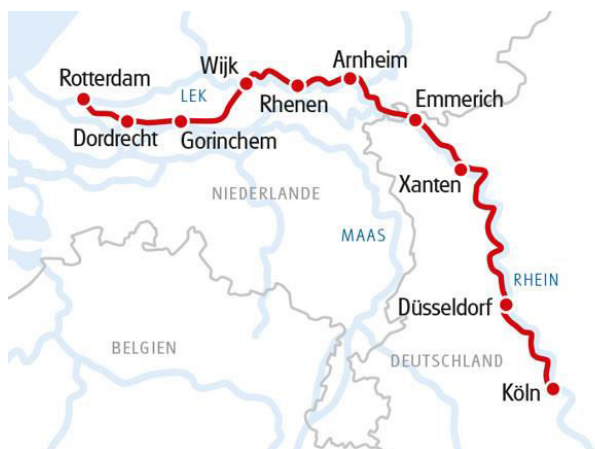 Rotterdam
Wijk
Arnheim
LEK
Rhenen
Emmerich
Dordrecht
Gorinchem
Xanten
NIEDERLANDE
MAAS
RHEIN
Düsseldorf
BELGIEN
DEUTSCHLAND
Köln